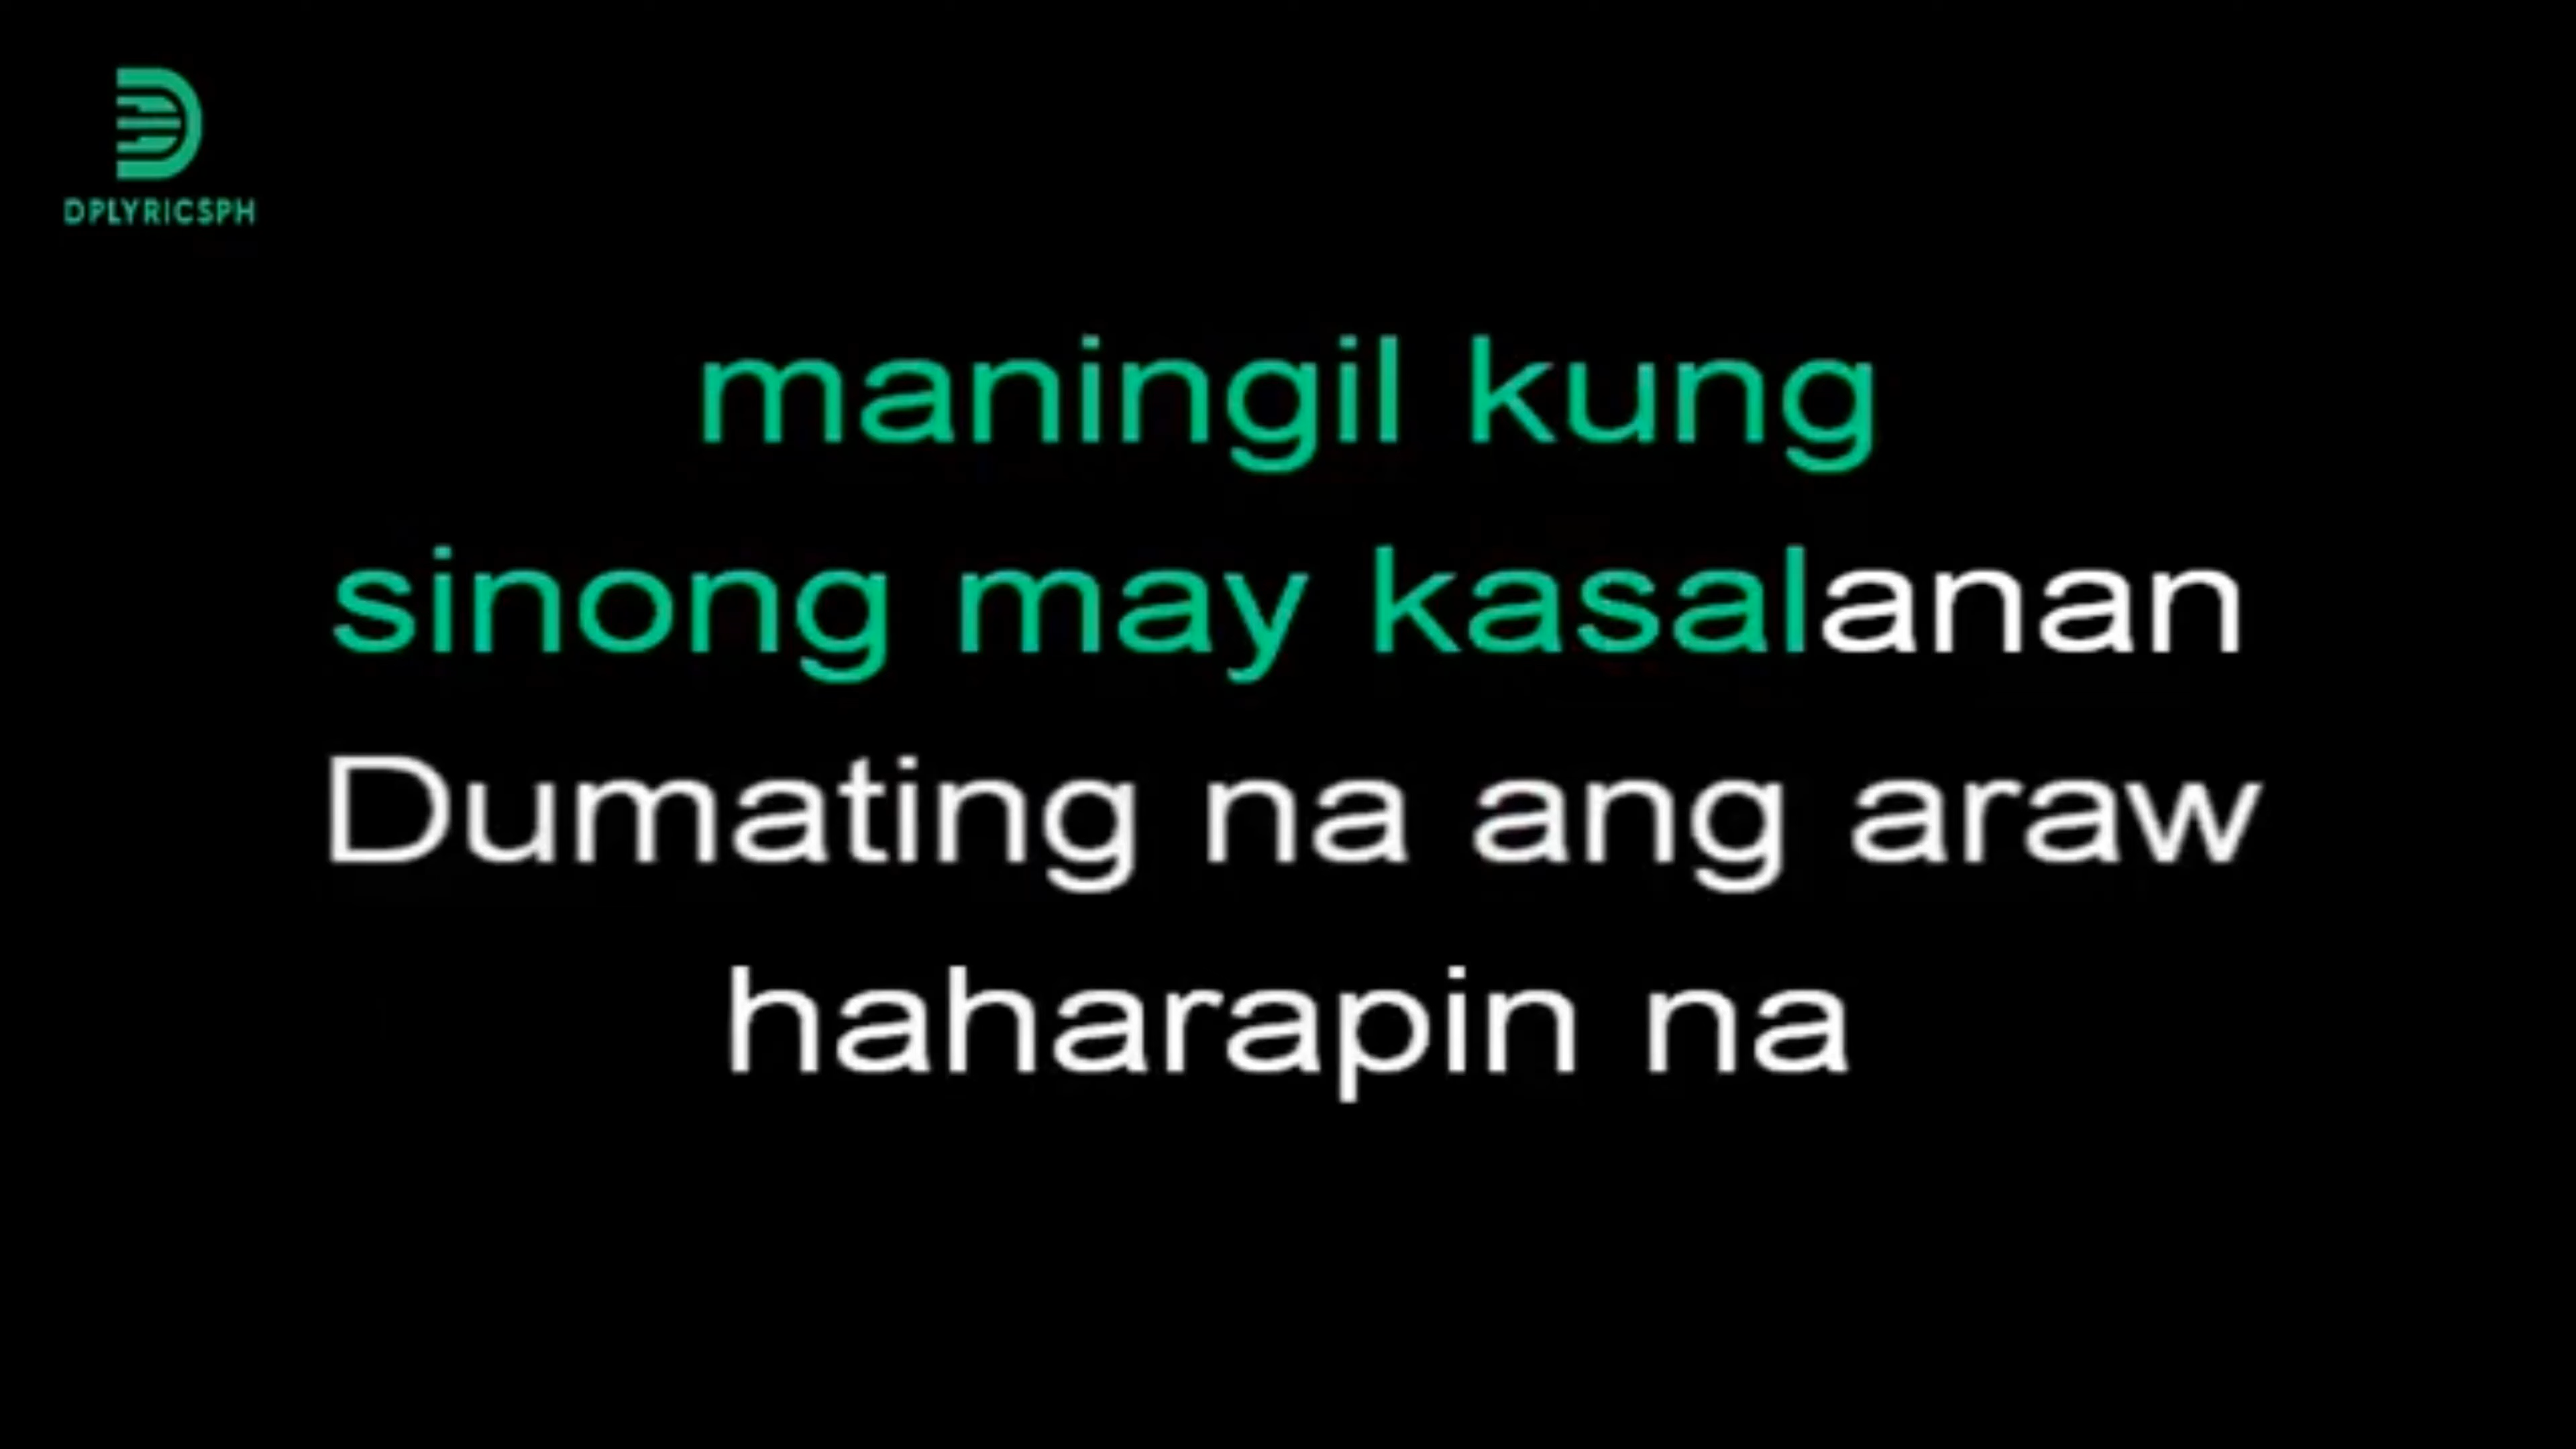 DPLYRICSPH
maningil kung
sinong may kasalanan
Dumating na ang araw
haharapin na